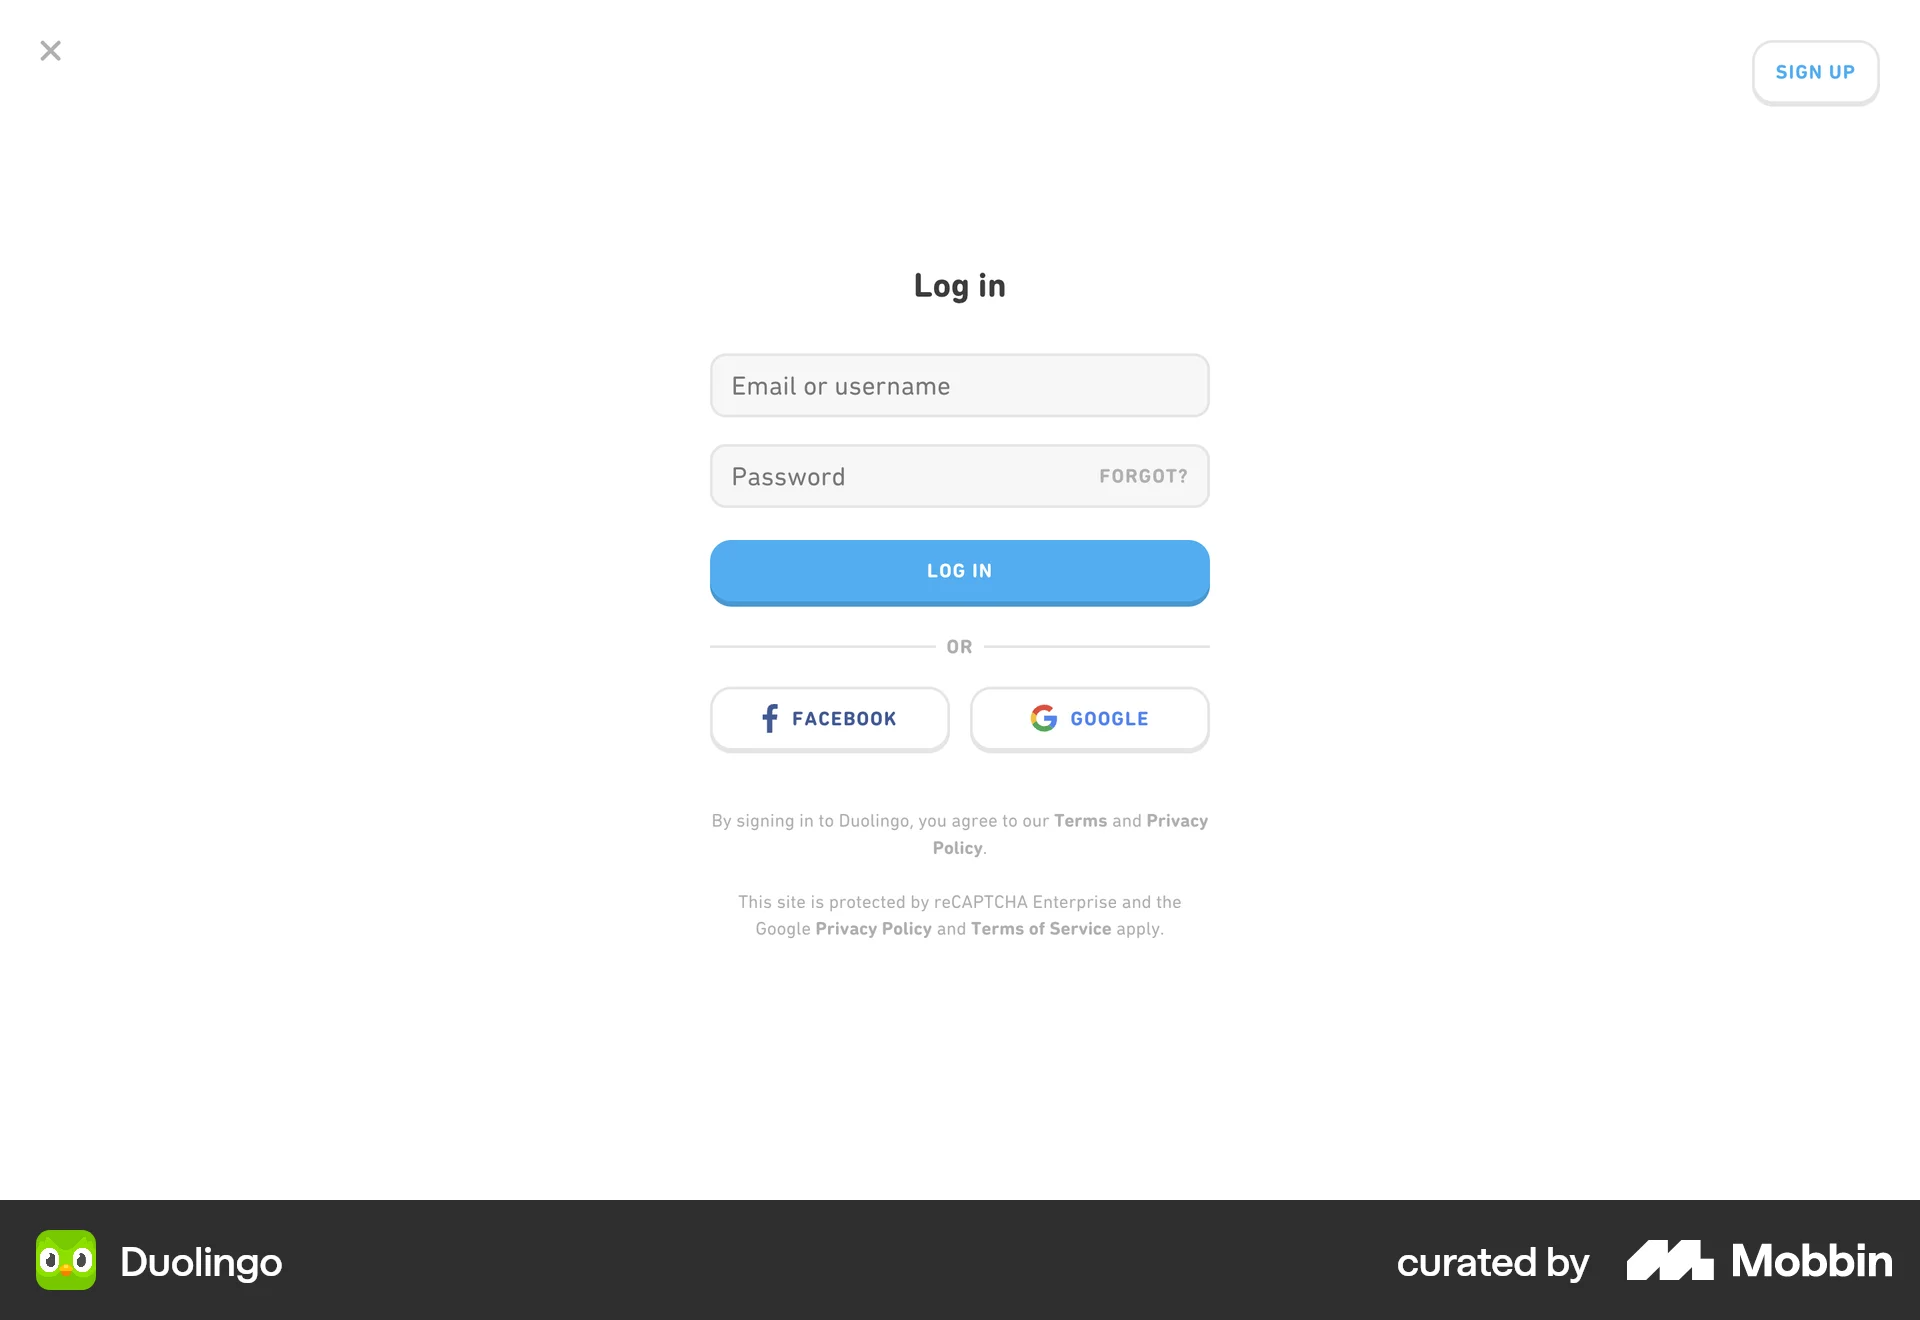 SIGN UP
Log in
Email or username
Password FORGOT?
LOG IN
OR
FACEBOOK GOOGLE
By signing in to Duolingo, you agree to our Terms and Privacy
Policy.
This site is protected by reCAPTCHA Enterprise and the
Google Privacy Policy and Terms of Service apply.
Duolingo curated by Mobbin